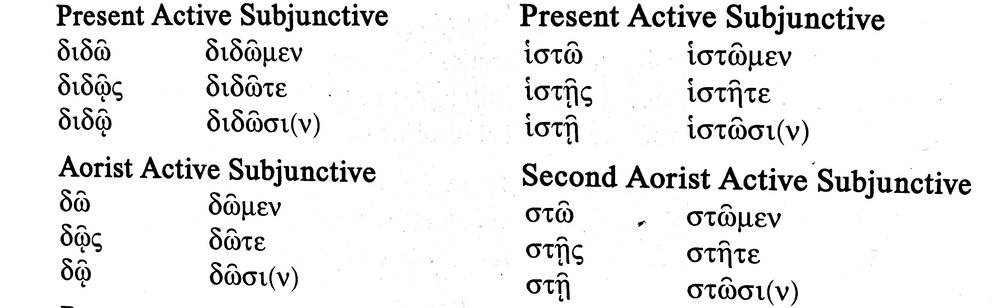 Present Active Subjunctive
διδῶ διδῶμεν
διδῷς διδῶτε
διδῷ διδῶσι(ν)
Aorist Active Subjunctive
δῶ δῶμεν
δῷς δῶτε
δῷ δῶσι(ν)
Present Active Subjunctive
ἱστῶ ἱστῶμεν
ἱστῇς ἱστῆτε
ἱστῇ ἱστῶσι(ν)
Second Aorist Active Subjunctive
στῶ στῶμεν
στῇς στῆτε
στῇ στῶσι(ν)